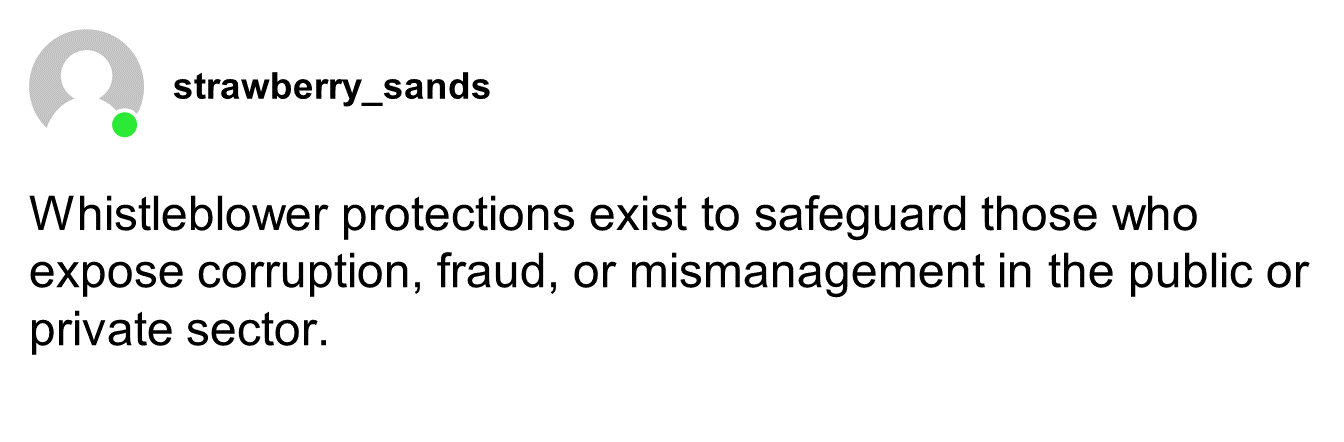 strawberry_sands
Whistleblower protections exist to safeguard those who
expose corruption, fraud, or mismanagement in the public or
private sector.